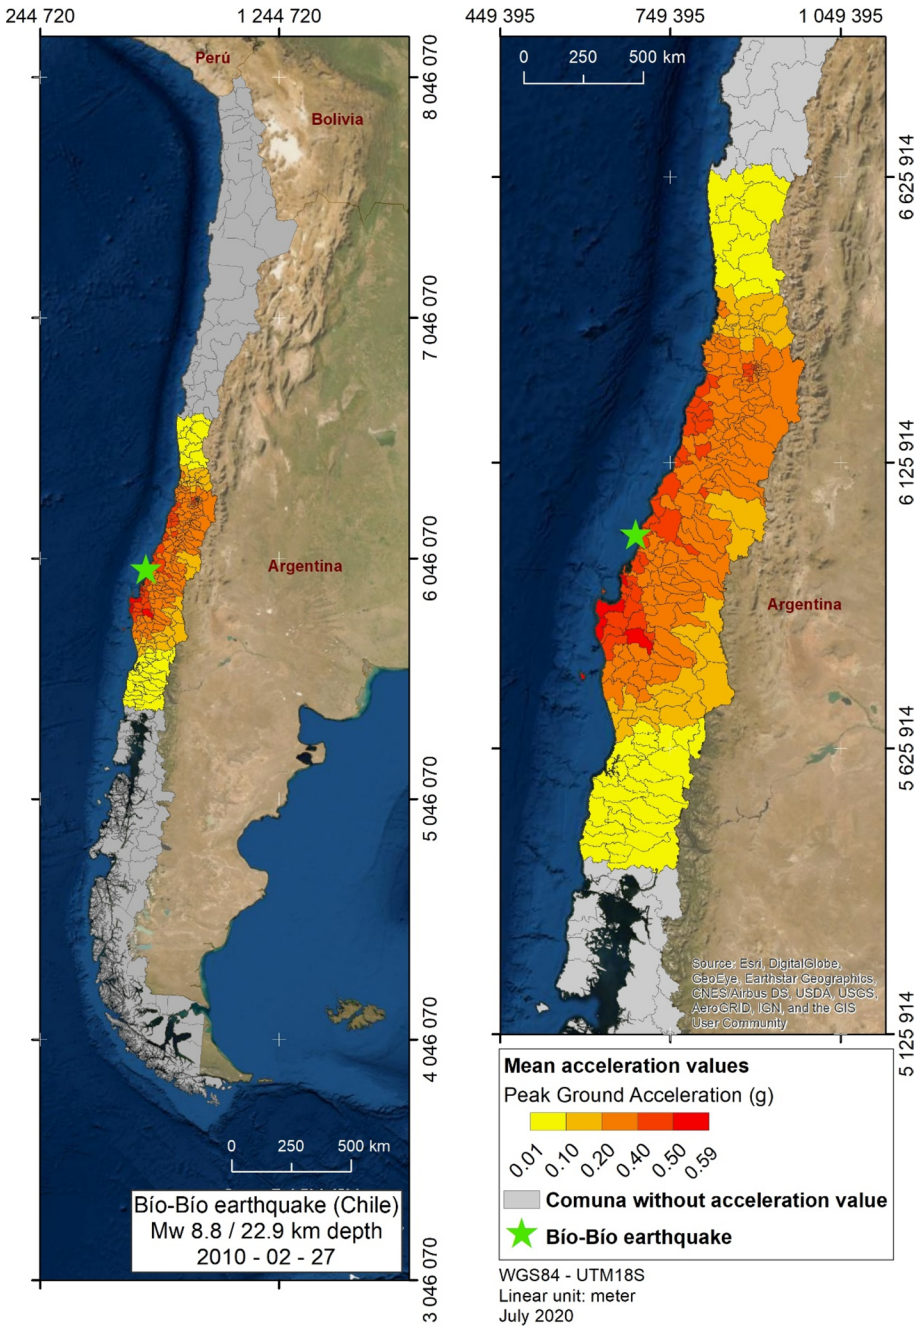 244 720
1 244 720
8 046 070
7 046 070
6 046 070
5 046 070
4 046 070
3 046 070
Perú
Bolivia
Argentina
0 250 500 km
Bío-Bío earthquake (Chile)
Mw 8.8 / 22.9 km depth
2010 - 02 - 27
449 395
749 395
1 049 395
0 250 500 km
6 625 914
6 125 914
5 625 914
5 125 914
Argentina
Source: Esri, DigitalGlobe,
GeoEye, Earthstar Geographics,
CNES/Airbus DS, USDA, USGS,
AeroGRID, IGN, and the GIS
User Community
Mean acceleration values
Peak Ground Acceleration (g)
0.01 0.10 0.20 0.40 0.50 0.59
Comuna without acceleration value
Bío-Bío earthquake
WGS84 - UTM18S
Linear unit: meter
July 2020